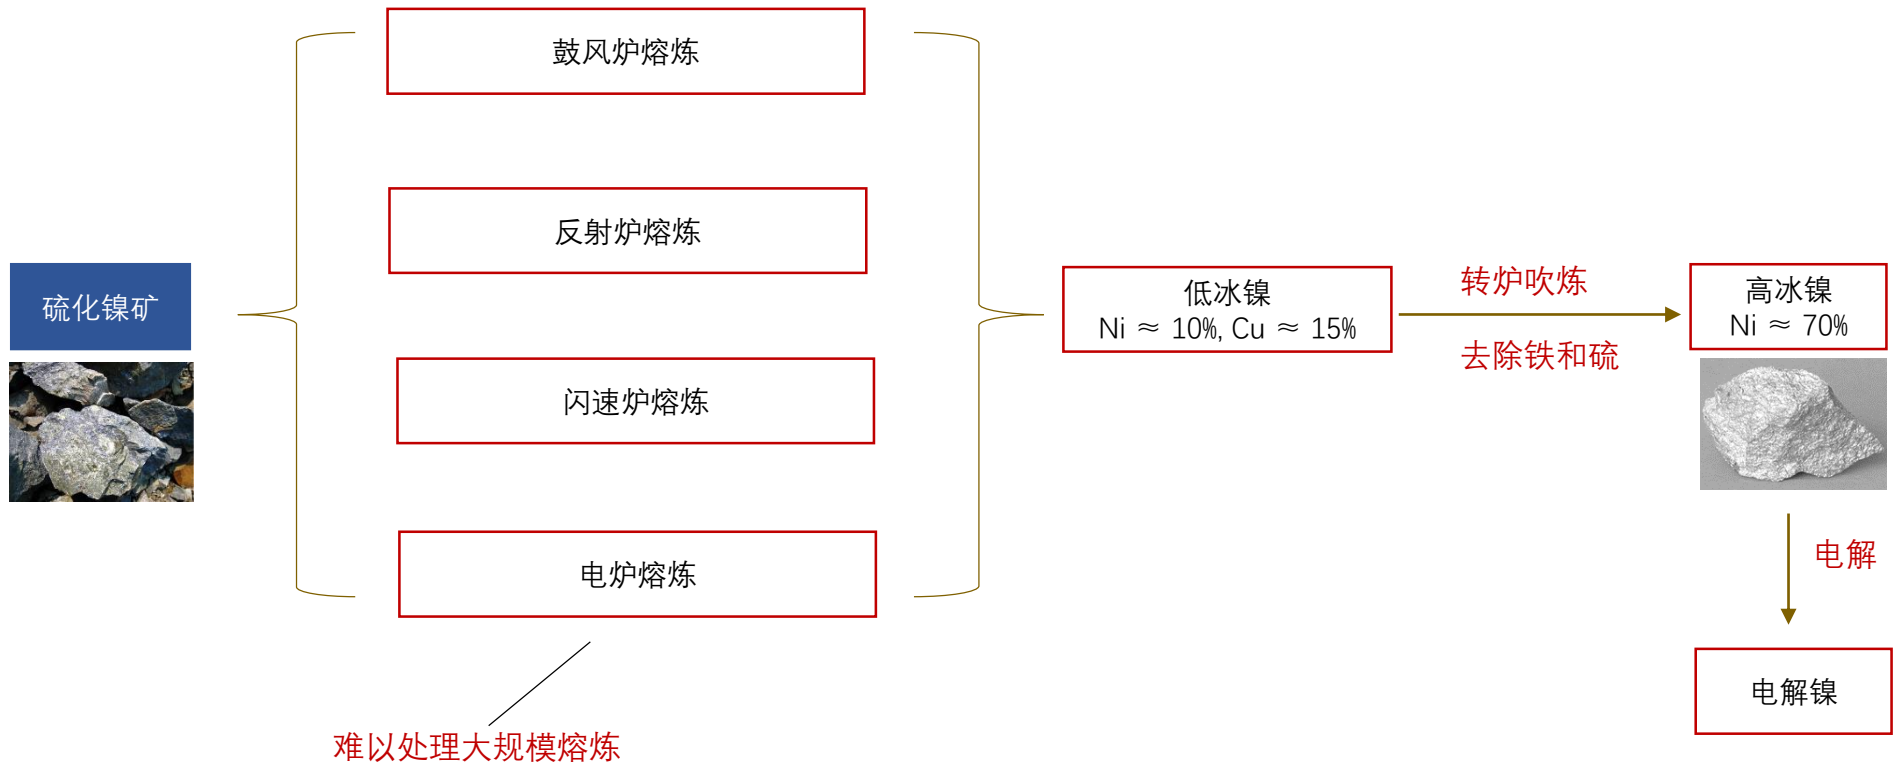 硫化镍矿
鼓风炉熔炼
反射炉熔炼
闪速炉熔炼
电炉熔炼
难以处理大规模熔炼
低冰镍
Ni ≈ 10%, Cu ≈ 15%
转炉吹炼
去除铁和硫
高冰镍
Ni ≈ 70%
电解
电解镍